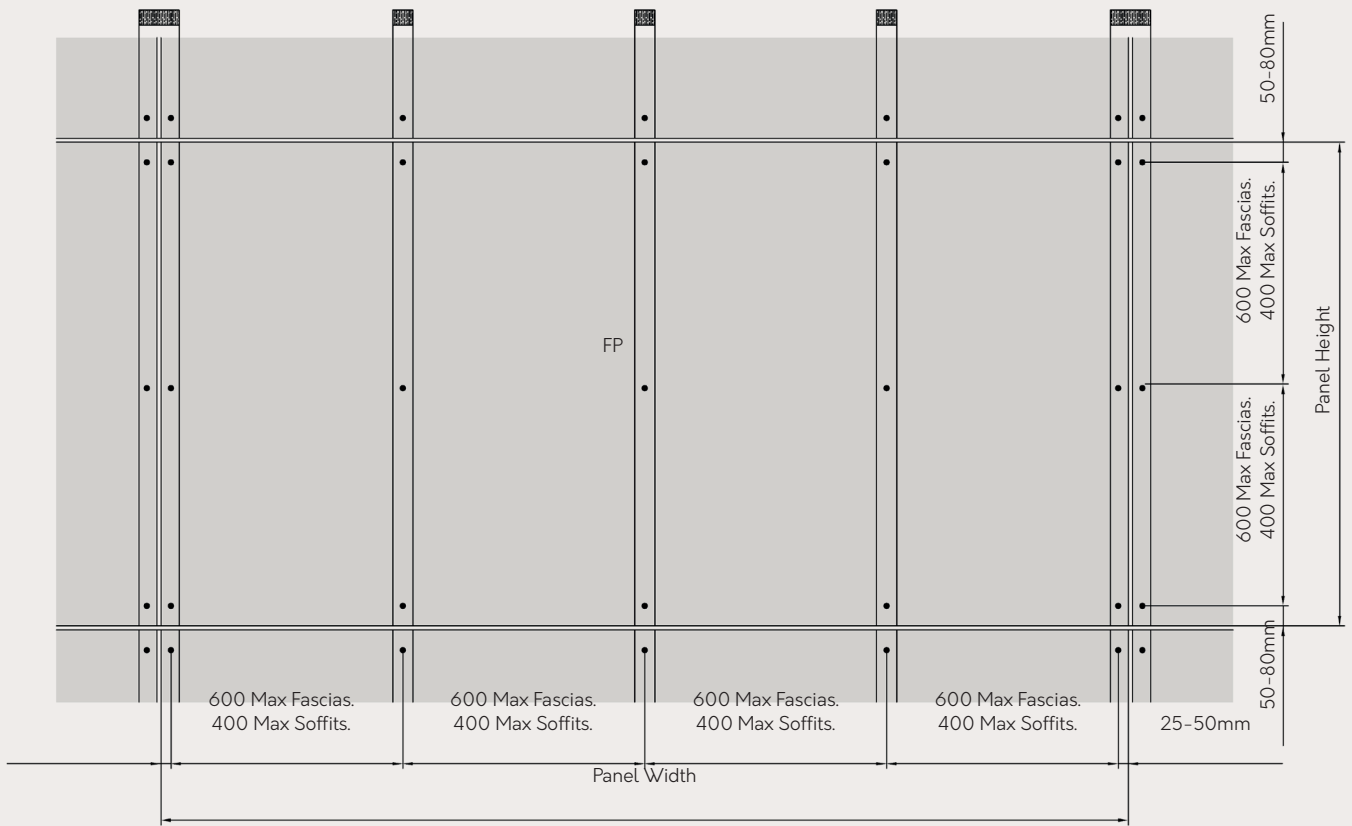 50-80mm
600 Max Fascias.
400 Max Soffits.
Panel Height
FP
600 Max Fascias.
400 Max Soffits.
50-80mm
600 Max Fascias.
400 Max Soffits.
600 Max Fascias.
400 Max Soffits.
600 Max Fascias.
400 Max Soffits.
600 Max Fascias.
400 Max Soffits.
25-50mm
Panel Width